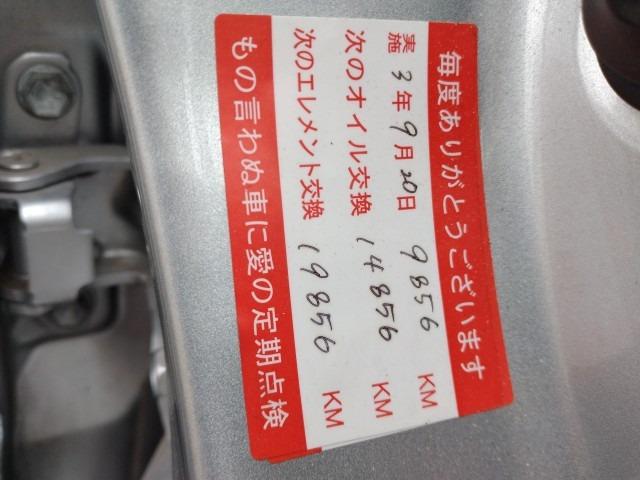 毎度ありがとうございます
実施 3年9月20日 9856 KM
次のオイル交換 14856 KM
次のエレメント交換 19856 KM
もの言わぬ車に愛の定期点検